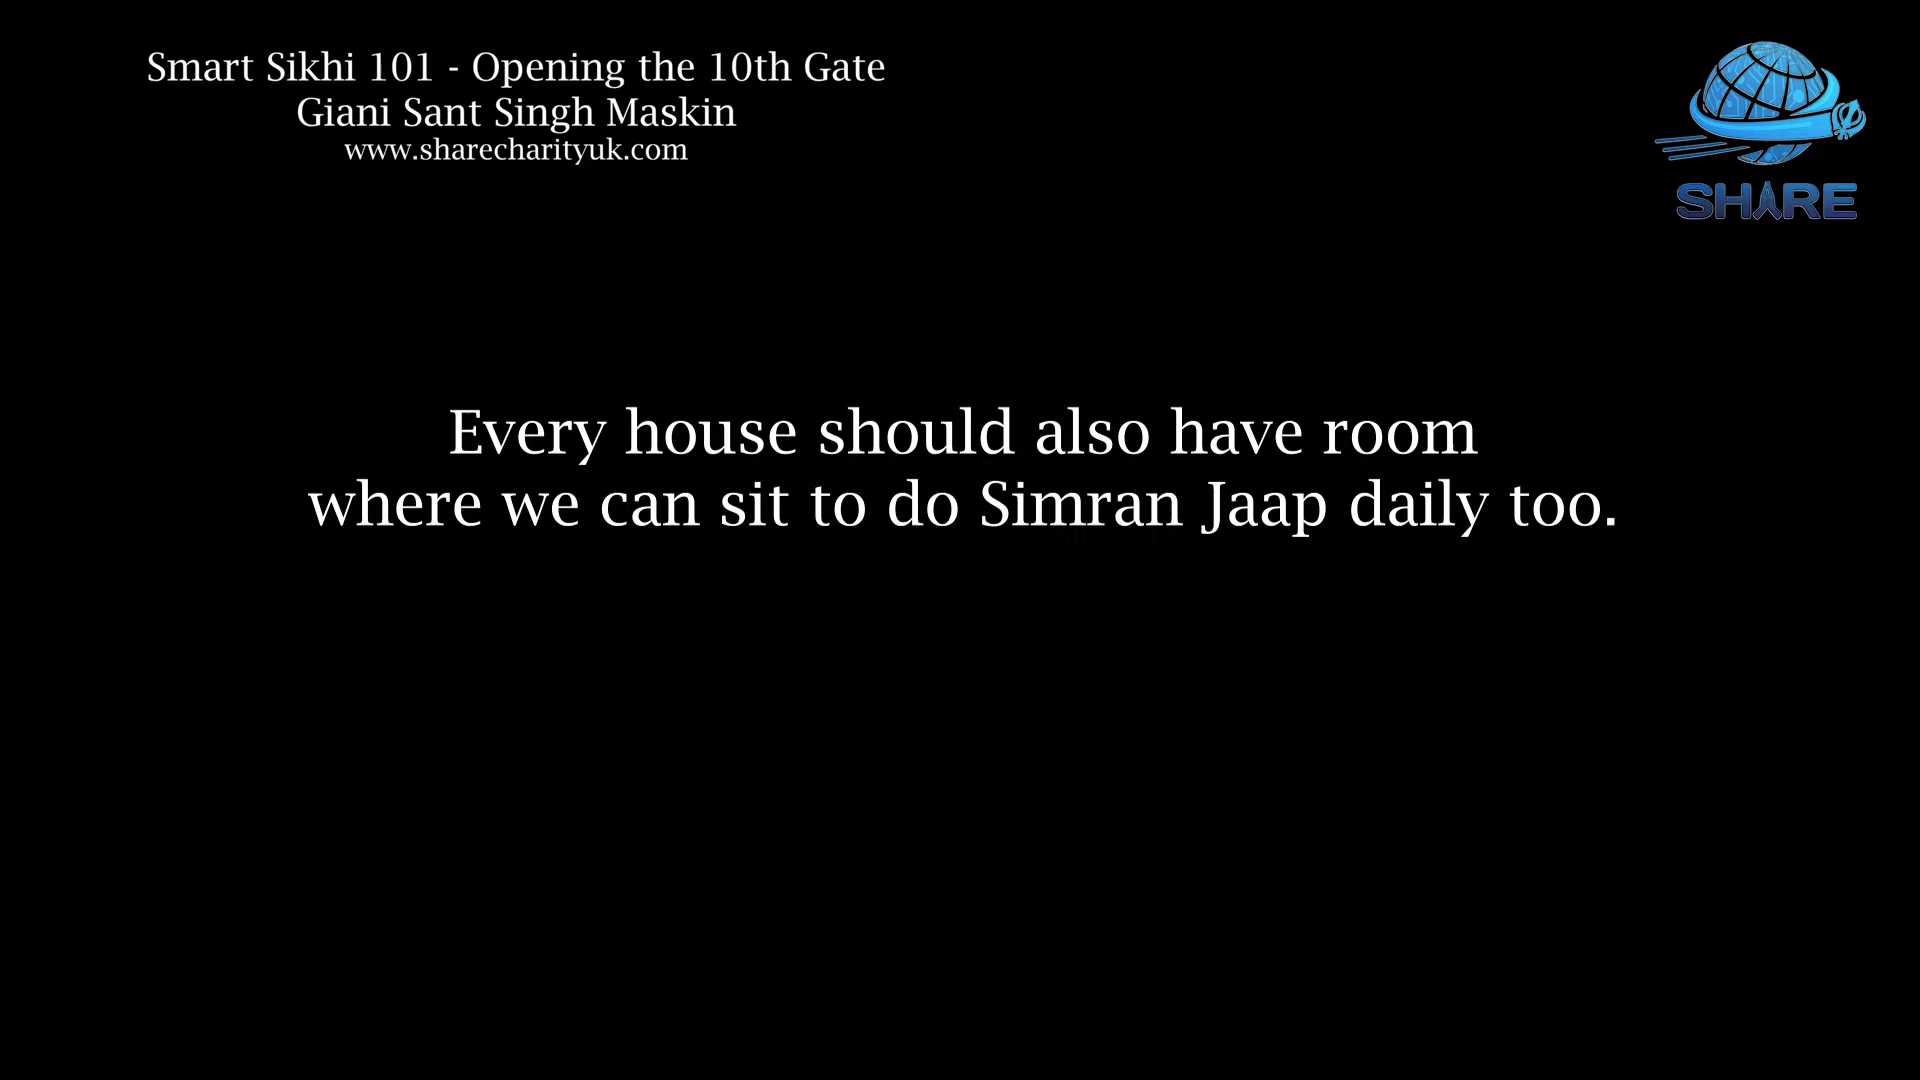 Smart Sikhi 101 - Opening the 10th Gate
Giani Sant Singh Maskin
www.sharecharityuk.com
SHARE
Every house should also have room
where we can sit to do Simran Jaap daily too.